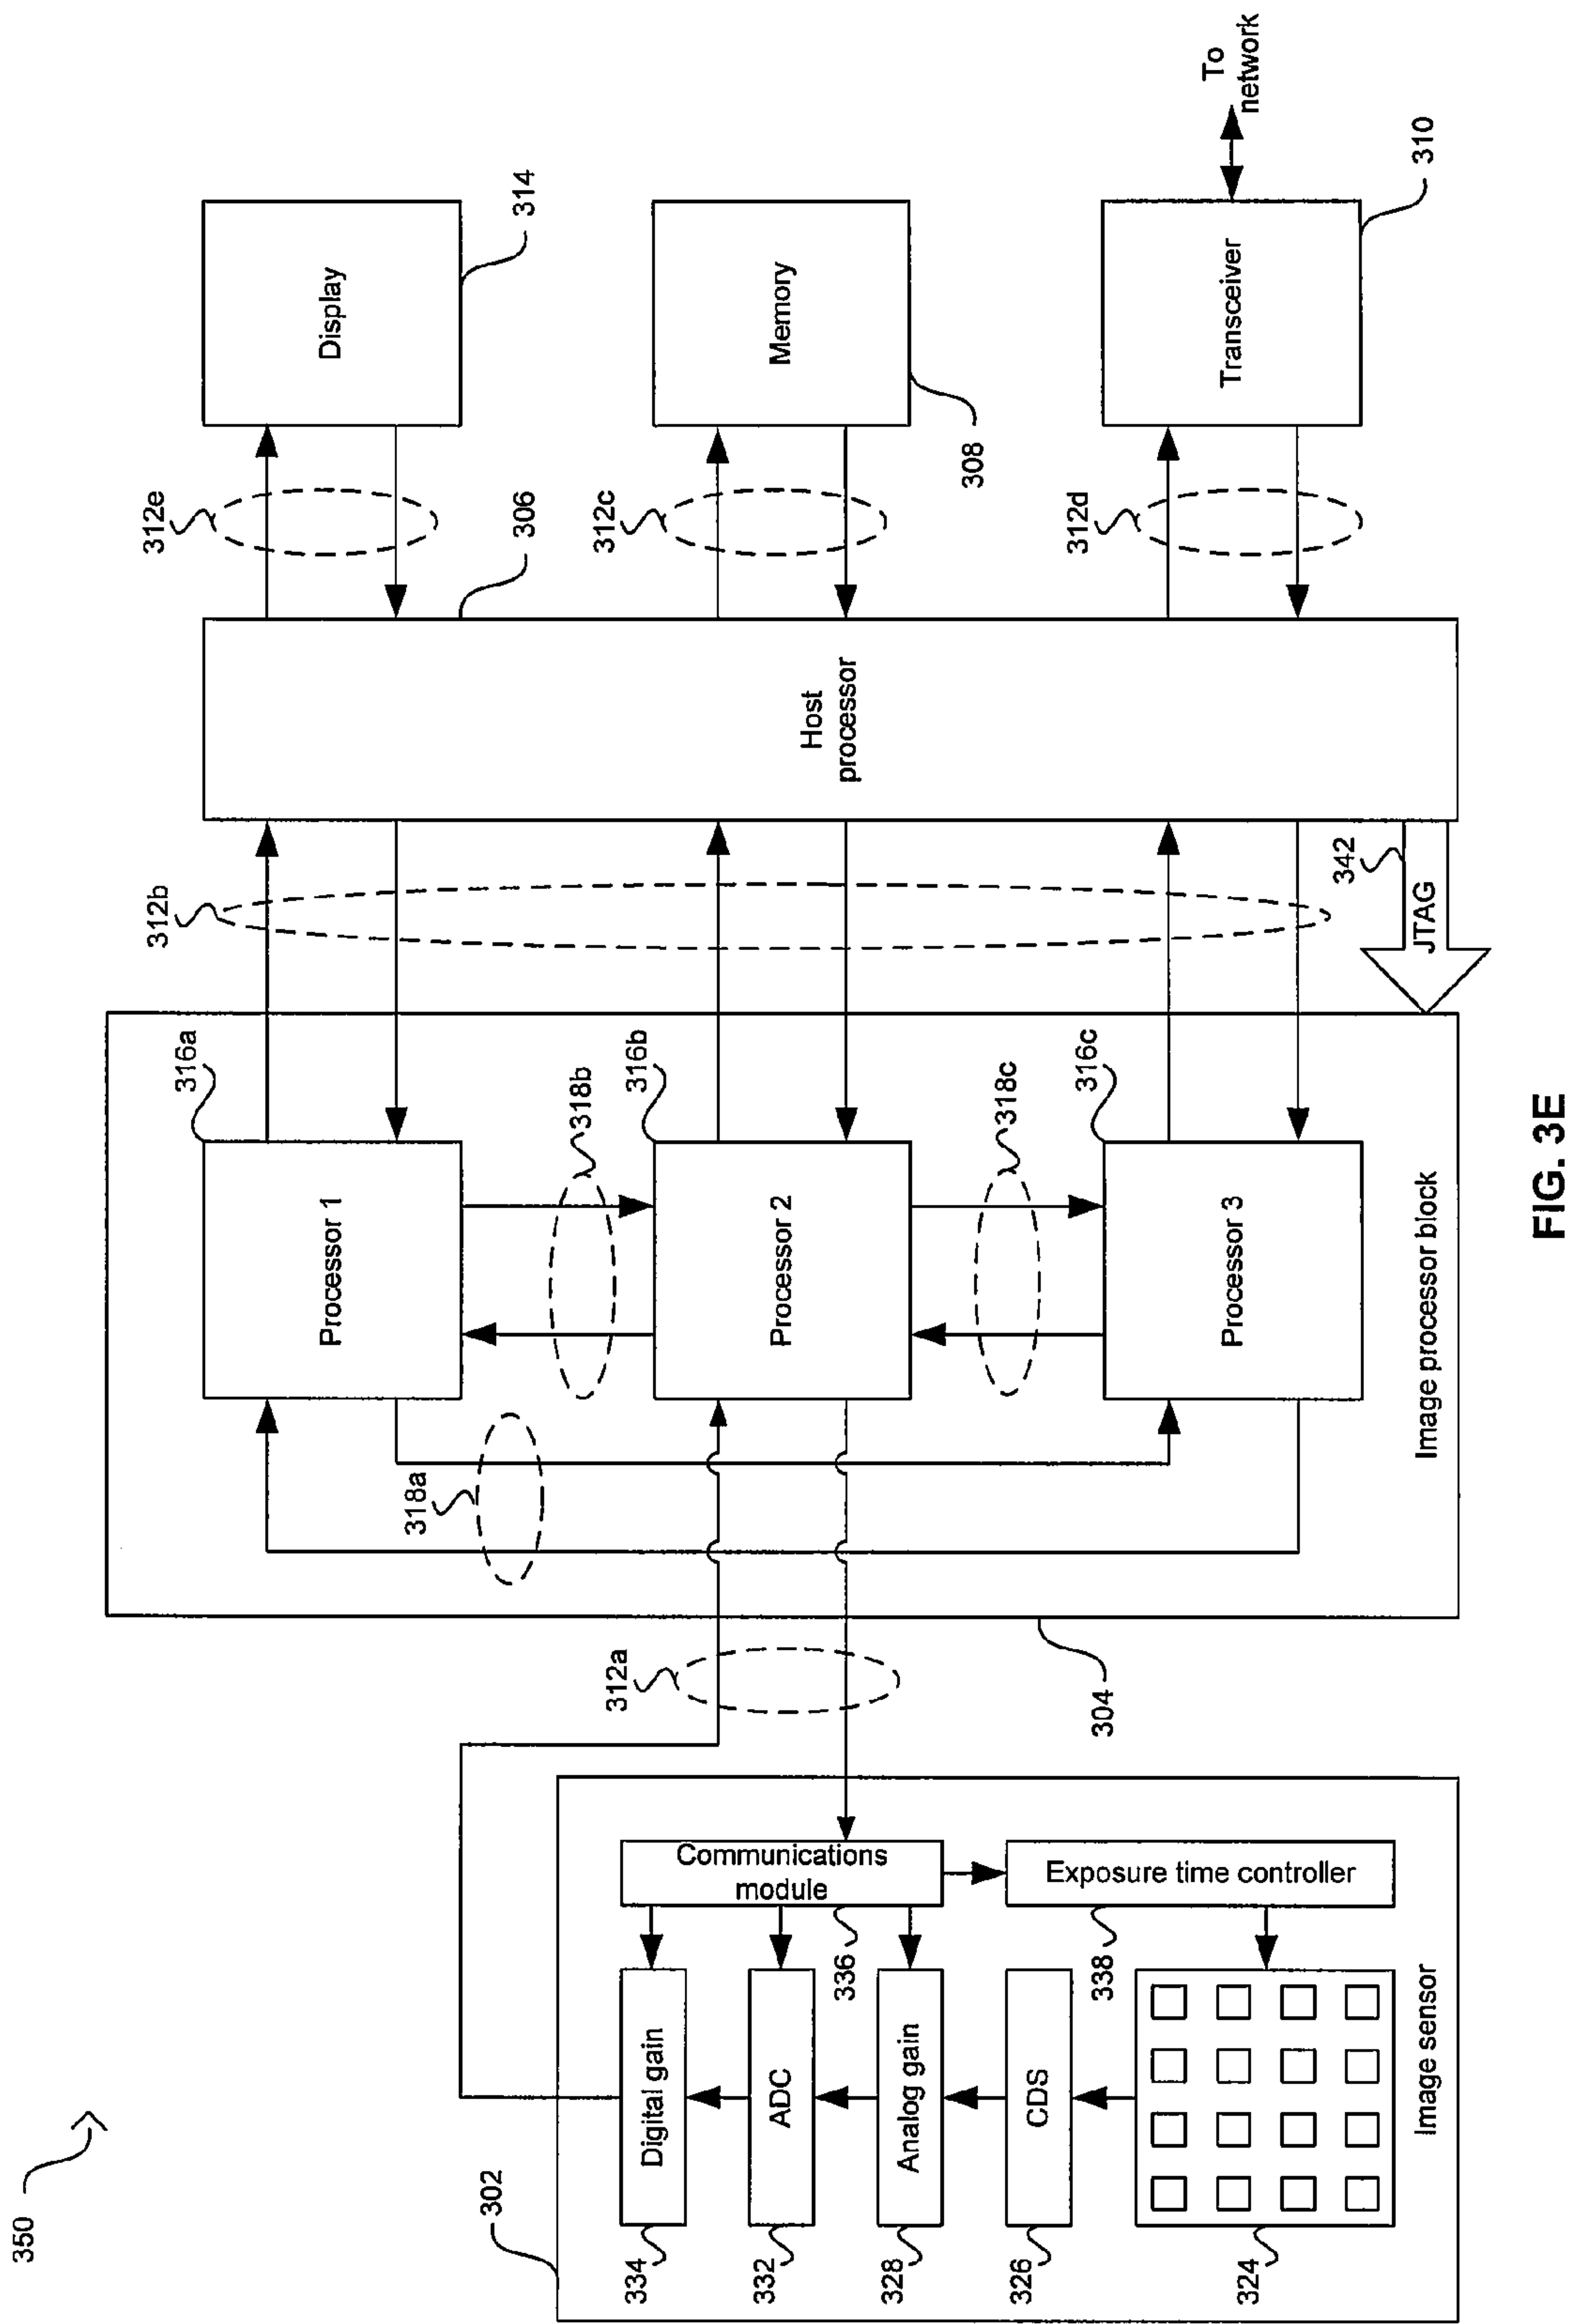 350
302
334
Digital gain
332
ADC
328
Analog gain
326
CDS
324
Image sensor
Communications
module
336
Exposure time controller
338
312a
304
318a
316a
Processor 1
318b
316b
Processor 2
318c
316c
Processor 3
Image processor block
312b
342
JTAG
Host
processor
306
312e
Display
314
312c
Memory
308
312d
Transceiver
310
To
network
FIG. 3E